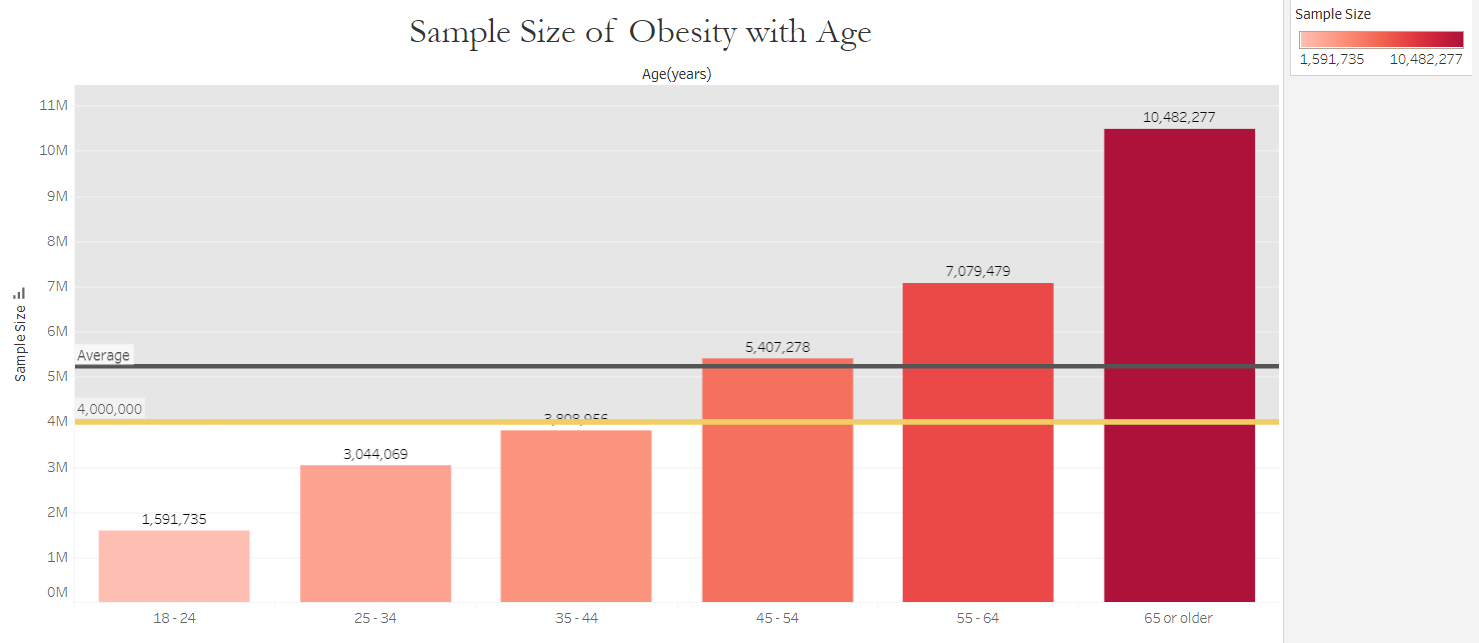 Sample Size of Obesity with Age
Age(years)
Sample Size
1,591,735 10,482,277
Sample Size
11M
10M
9M
8M
7M
6M
5M
4M
3M
2M
1M
0M
Average
4,000,000
1,591,735
3,044,069
5,407,278
7,079,479
10,482,277
18 - 24
25 - 34
35 - 44
45 - 54
55 - 64
65 or older